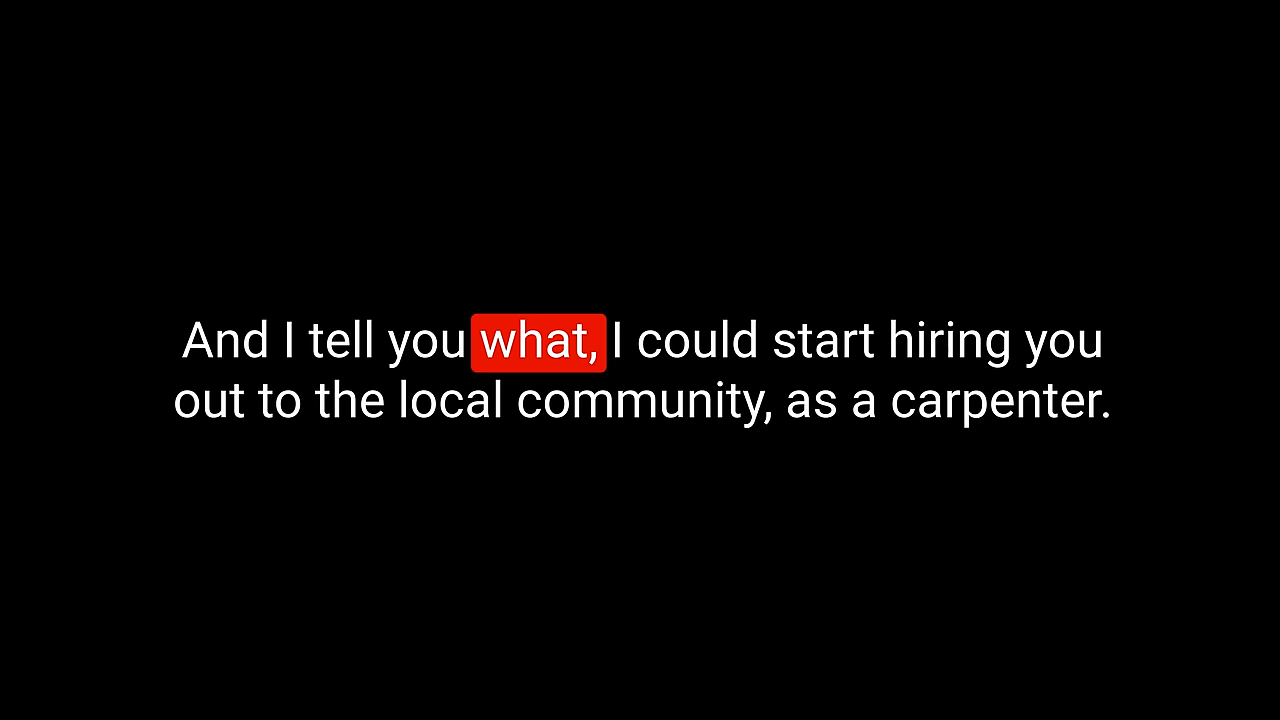 And I tell you what, I could start hiring you
out to the local community, as a carpenter.